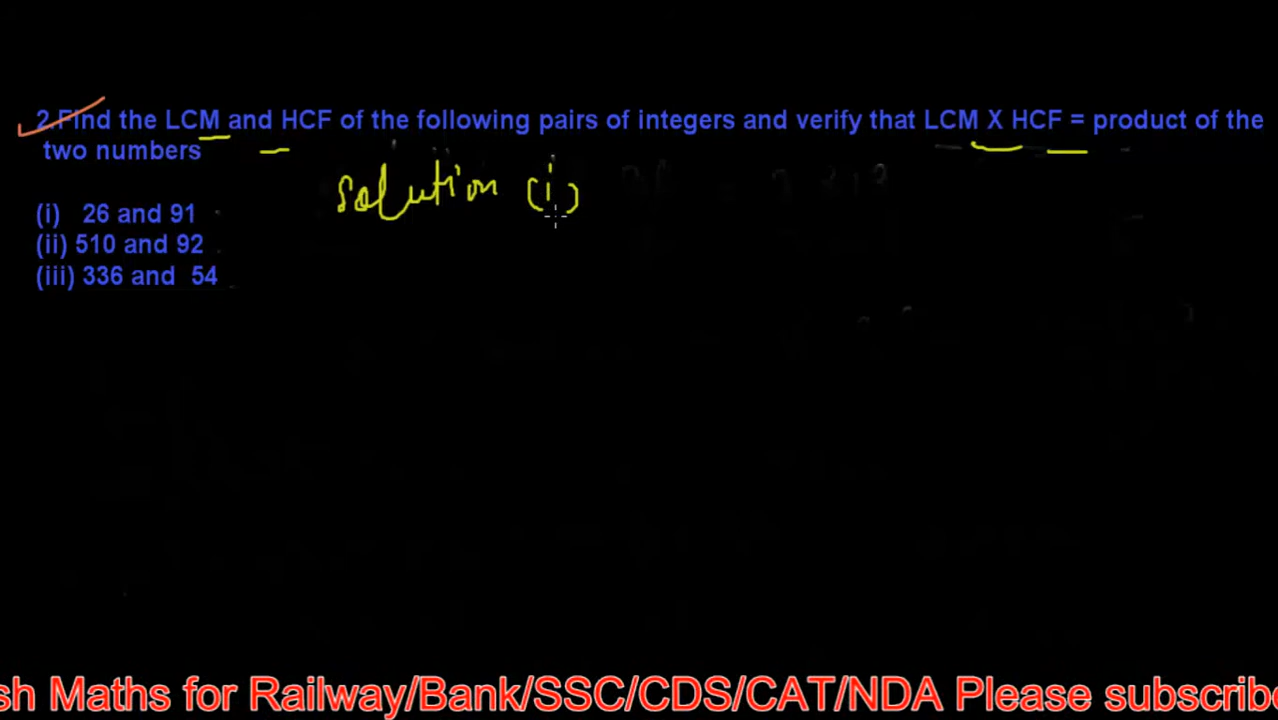 2.Find the LCM and HCF of the following pairs of integers and verify that LCM X HCF = product of the
two numbers
solution (i)
(i) 26 and 91
(ii) 510 and 92
(iii) 336 and 54
sh Maths for Railway/Bank/SSC/CDS/CAT/NDA Please subscribe